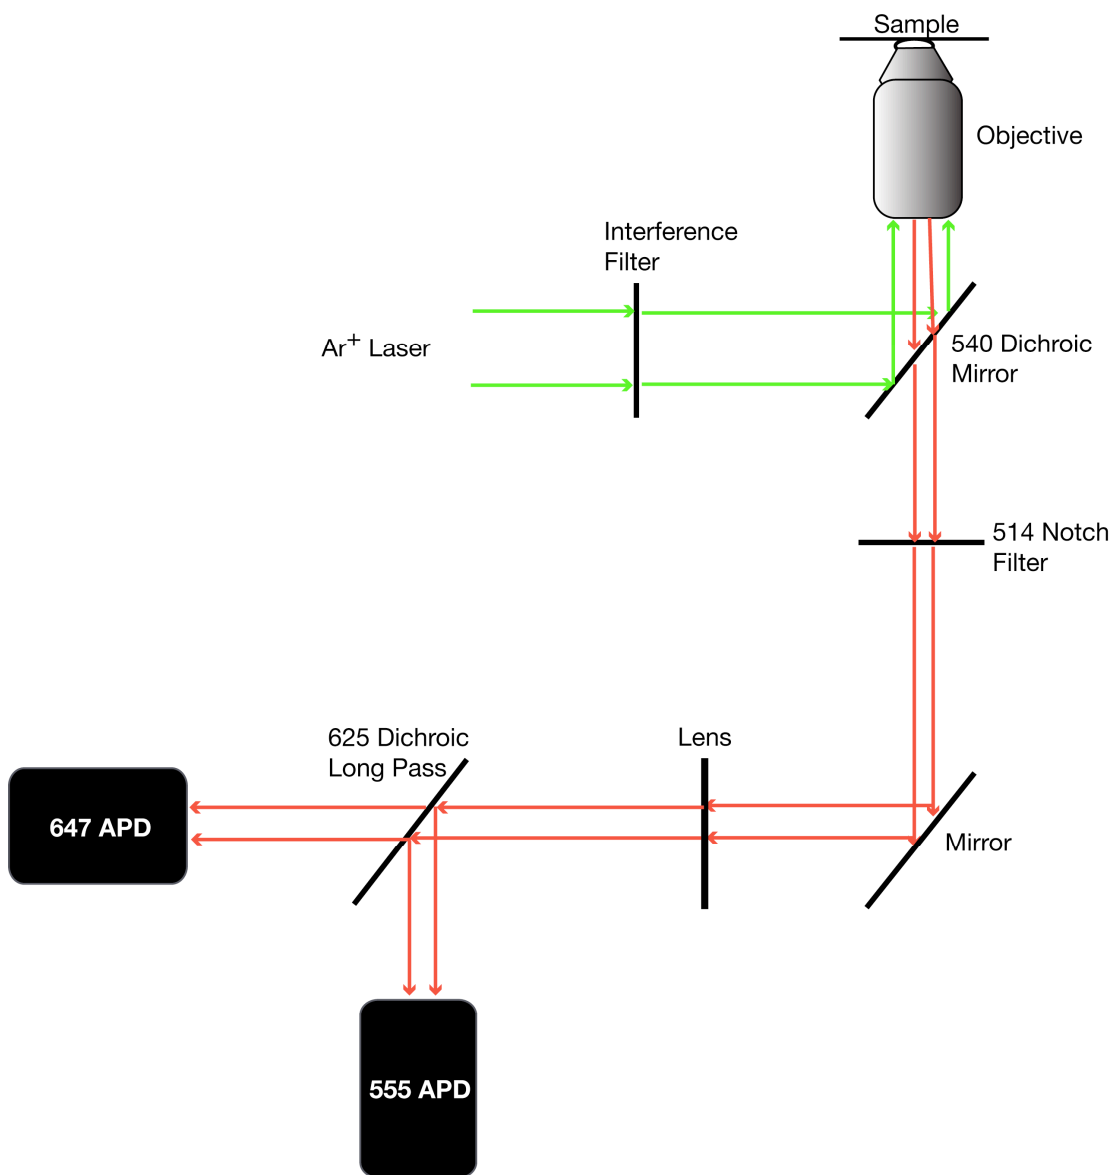 Sample
Objective
Interference
Filter
Ar⁺ Laser
540 Dichroic
Mirror
514 Notch
Filter
625 Dichroic
Long Pass
Lens
647 APD
Mirror
555 APD